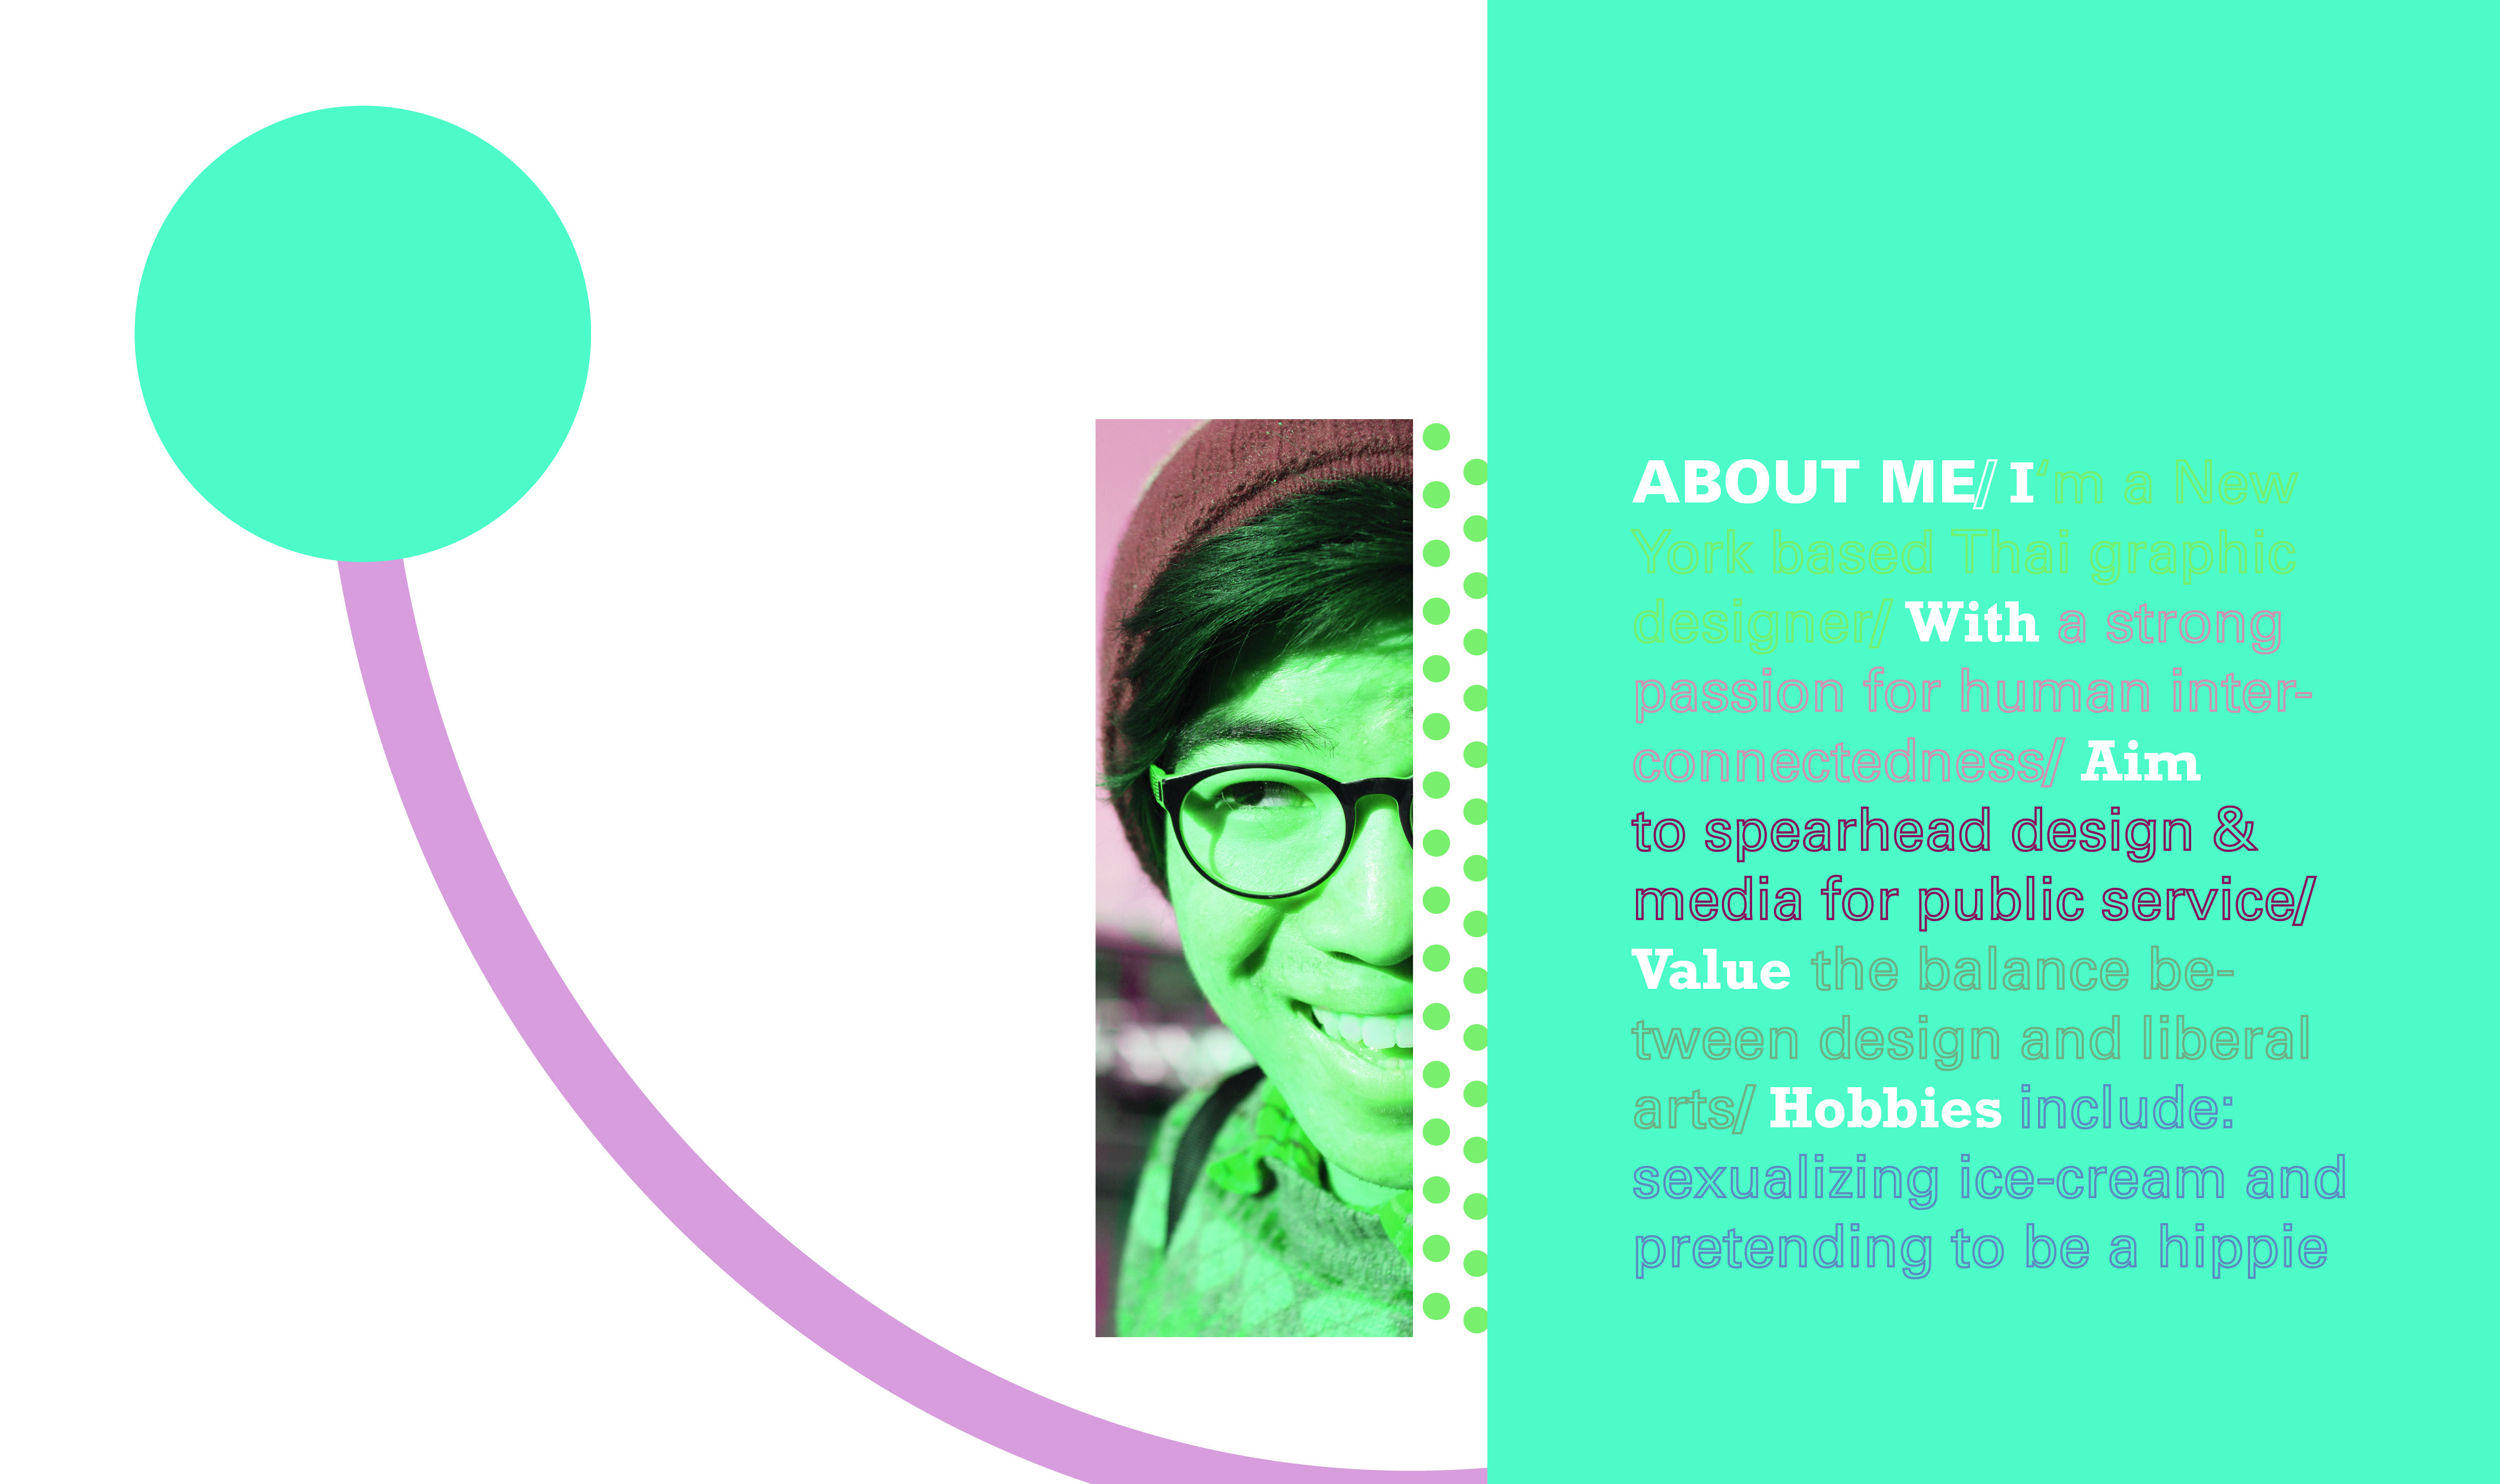 ABOUT ME/ I‘m a New
York based Thai graphic
designer/ With a strong
passion for human inter-
connectedness/ Aim
to spearhead design &
media for public service/
Value the balance be-
tween design and liberal
arts/ Hobbies include:
sexualizing ice-cream and
pretending to be a hippie